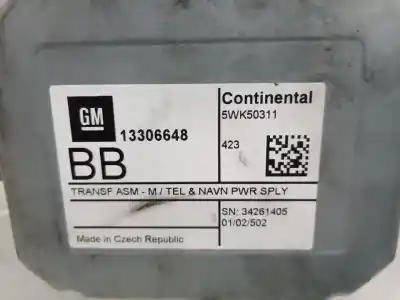 GM
13306648
BB
Continental
5WK50311
423
TRANSF ASM - M / TEL & NAVN PWR SPLY
SN: 34261405
01/02/502
Made in Czech Republic